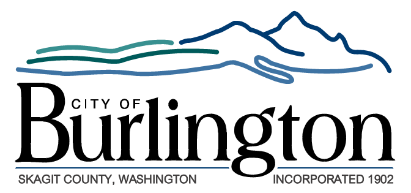 CITY OF
Burlington
SKAGIT COUNTY, WASHINGTON INCORPORATED 1902